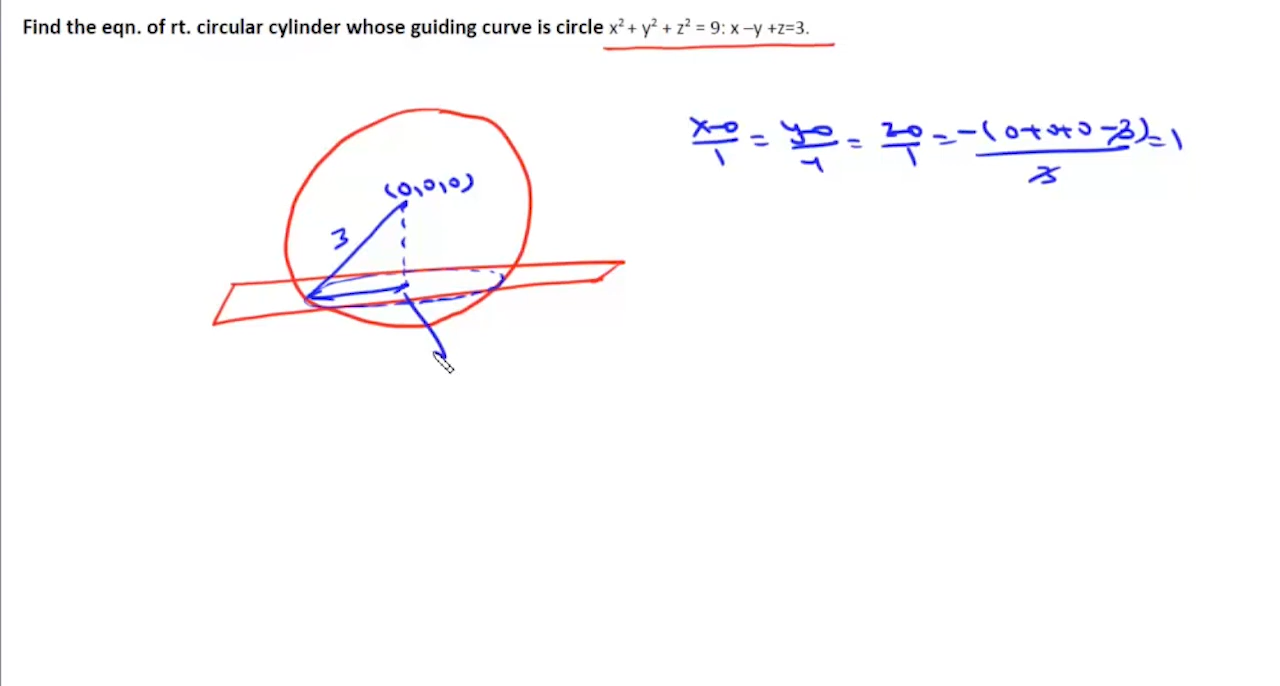 Find the eqn. of rt. circular cylinder whose guiding curve is circle x² + y² + z² = 9: x –y +z=3.
x-0/1 = y-0/-1 = z-0/1 = -(0+0+0-3)/3 = 1
(0,0,0)
3